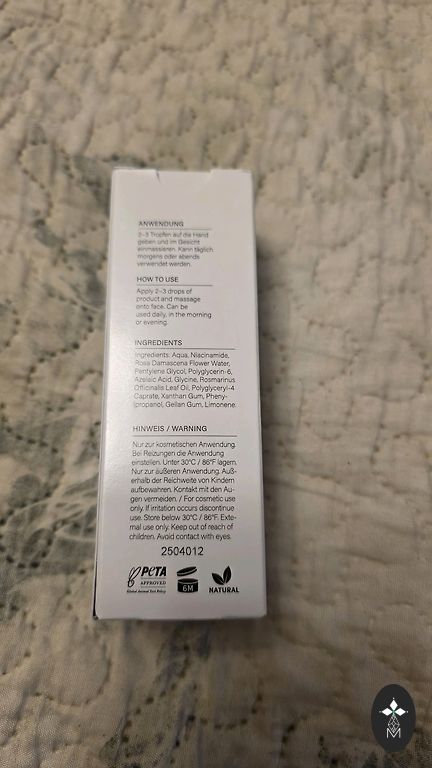 ANWENDUNG
2–3 Tropfen auf die Hand
geben und im Gesicht
einmassieren. Kann täglich
morgens oder abends
verwendet werden.
HOW TO USE
Apply 2–3 drops of
product and massage
onto face. Can be
used daily, in the morning
or evening.
INGREDIENTS
Ingredients: Aqua, Niacinamide,
Rosa Damascena Flower Water,
Pentylene Glycol, Polyglycerin-6,
Azelaic Acid, Glycine, Rosmarinus
Officinalis Leaf Oil, Polyglyceryl-4
Caprate, Xanthan Gum, Pheny-
lpropanol, Gellan Gum, Limonene.
HINWEIS / WARNING
Nur zur kosmetischen Anwendung.
Bei Reizungen die Anwendung
einstellen. Unter 30°C / 86°F lagern.
Nur zur äußeren Anwendung. Auß-
erhalb der Reichweite von Kindern
aufbewahren. Kontakt mit den Au-
gen vermeiden. / For cosmetic use
only. If irritation occurs discontinue
use. Store below 30°C / 86°F. Exter-
nal use only. Keep out of reach of
children. Avoid contact with eyes.
2504012
PETA
APPROVED
Global Animal Test Policy
6M
NATURAL
M